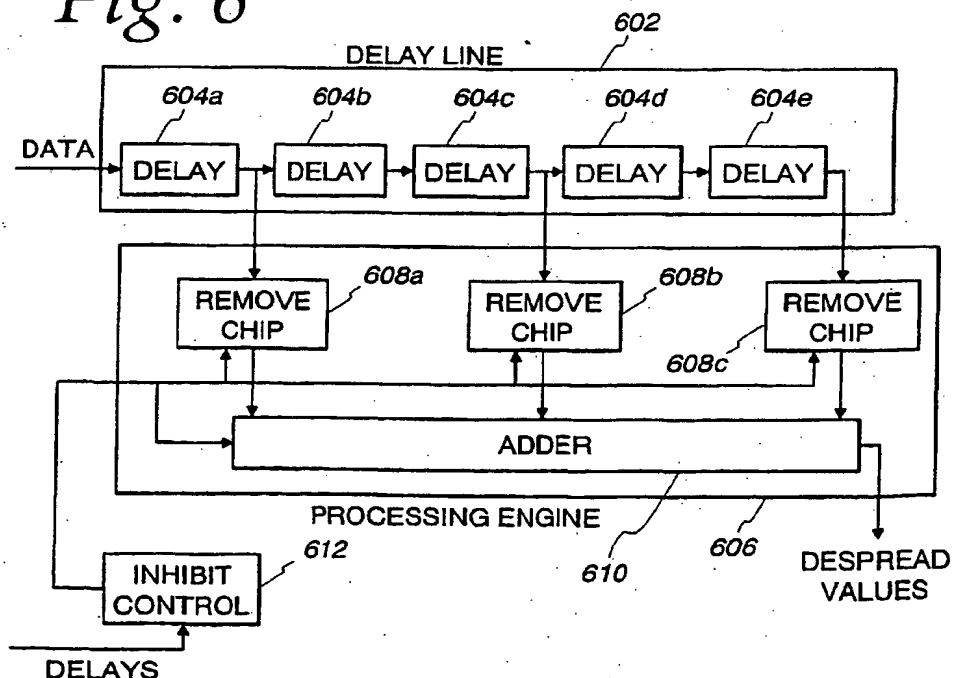 Fig. 6
602
DELAY LINE
604a 604b 604c 604d 604e
DATA
DELAY DELAY DELAY DELAY DELAY
608a 608b
REMOVE CHIP
REMOVE CHIP
REMOVE CHIP
608c
ADDER
PROCESSING ENGINE
612 610 606
INHIBIT CONTROL
DESPREAD VALUES
DELAYS